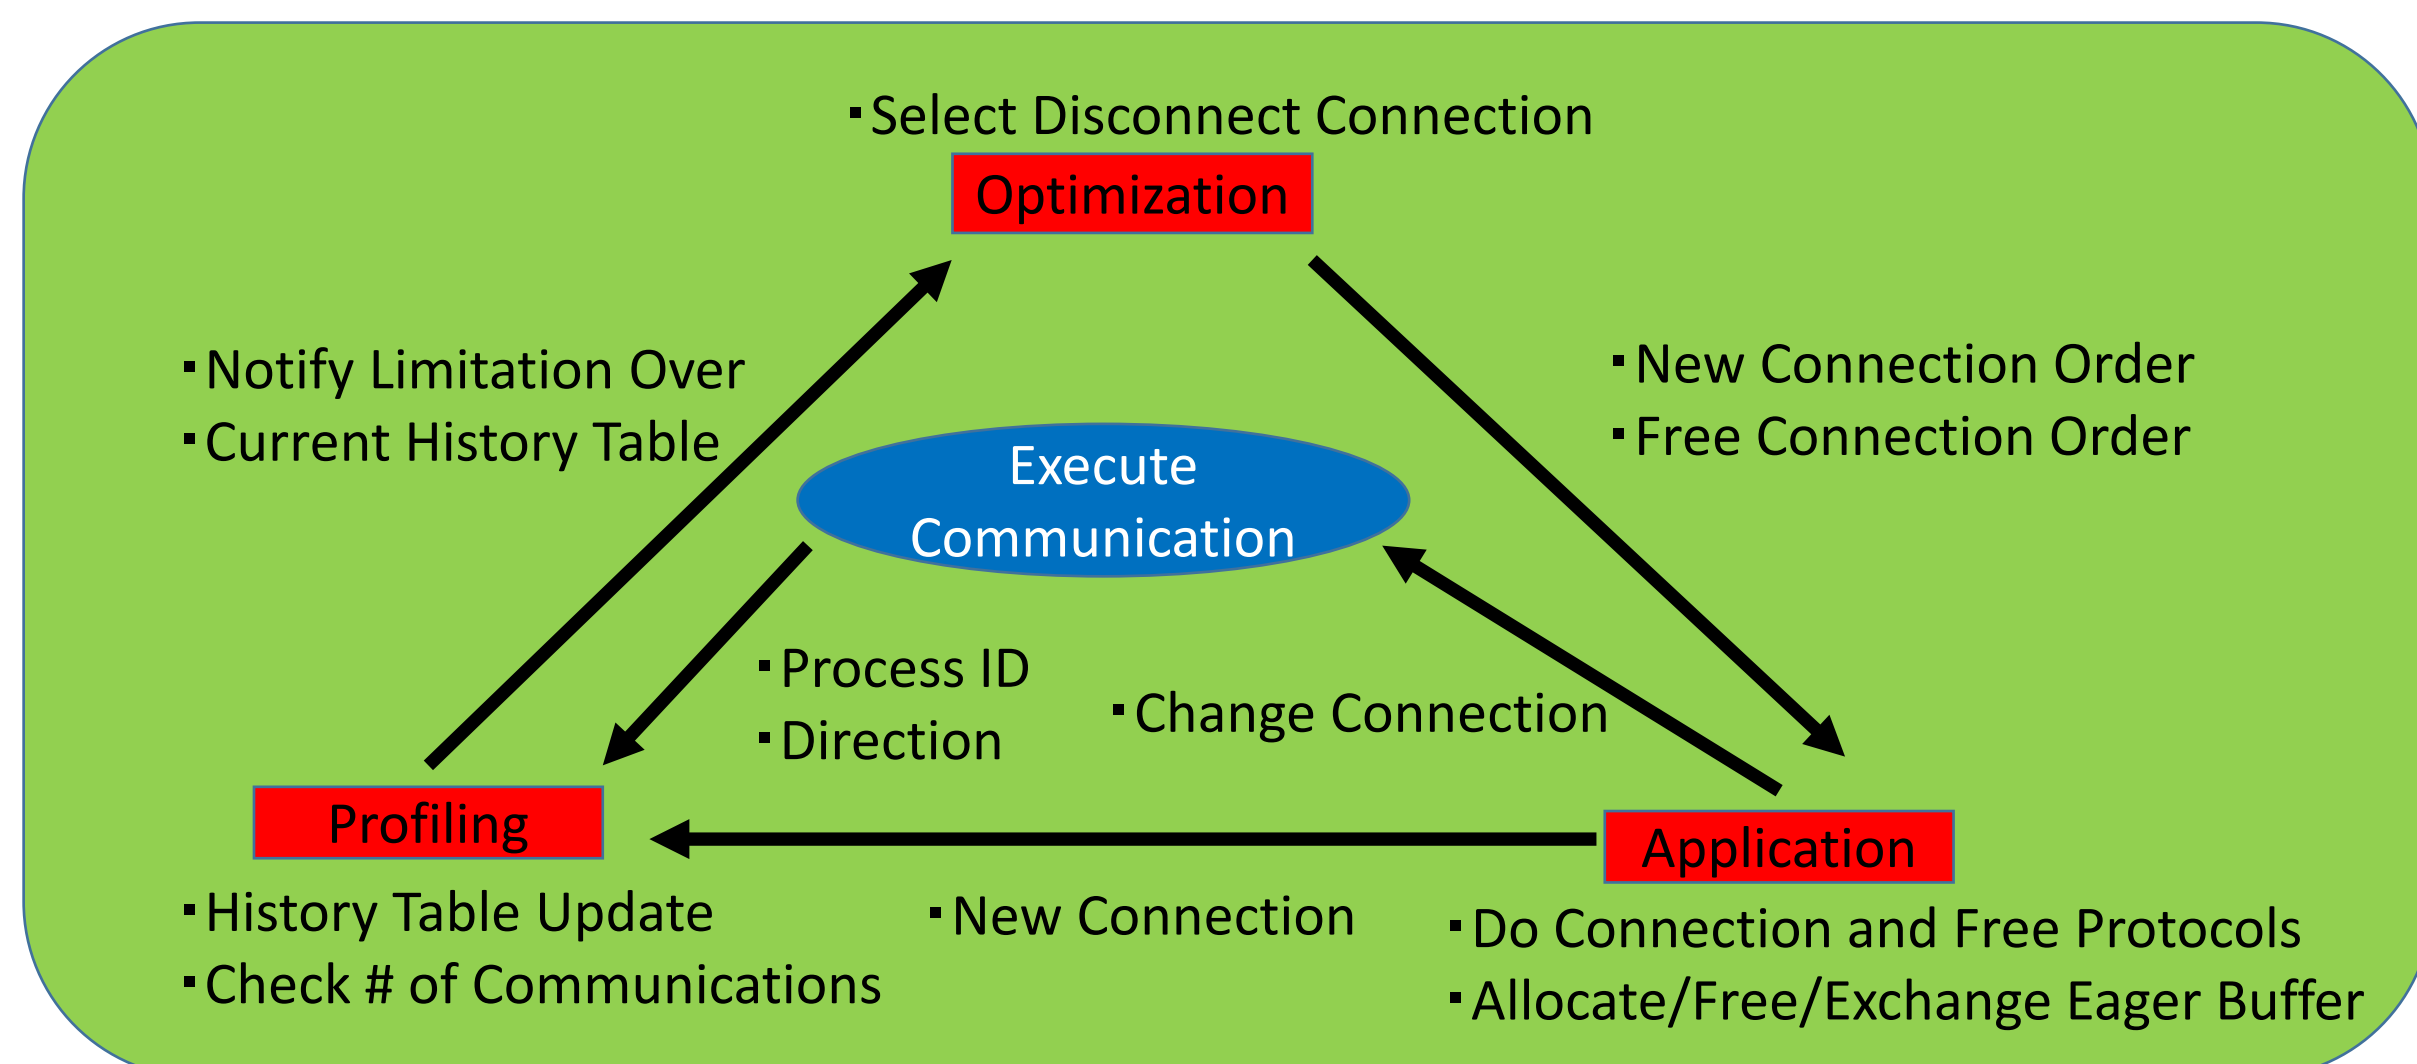 ▪Select Disconnect Connection
Optimization
▪Notify Limitation Over
▪Current History Table
▪New Connection Order
▪Free Connection Order
Execute
Communication
▪Process ID
▪Direction
▪Change Connection
Profiling
Application
▪History Table Update
▪Check # of Communications
▪New Connection
▪Do Connection and Free Protocols
▪Allocate/Free/Exchange Eager Buffer